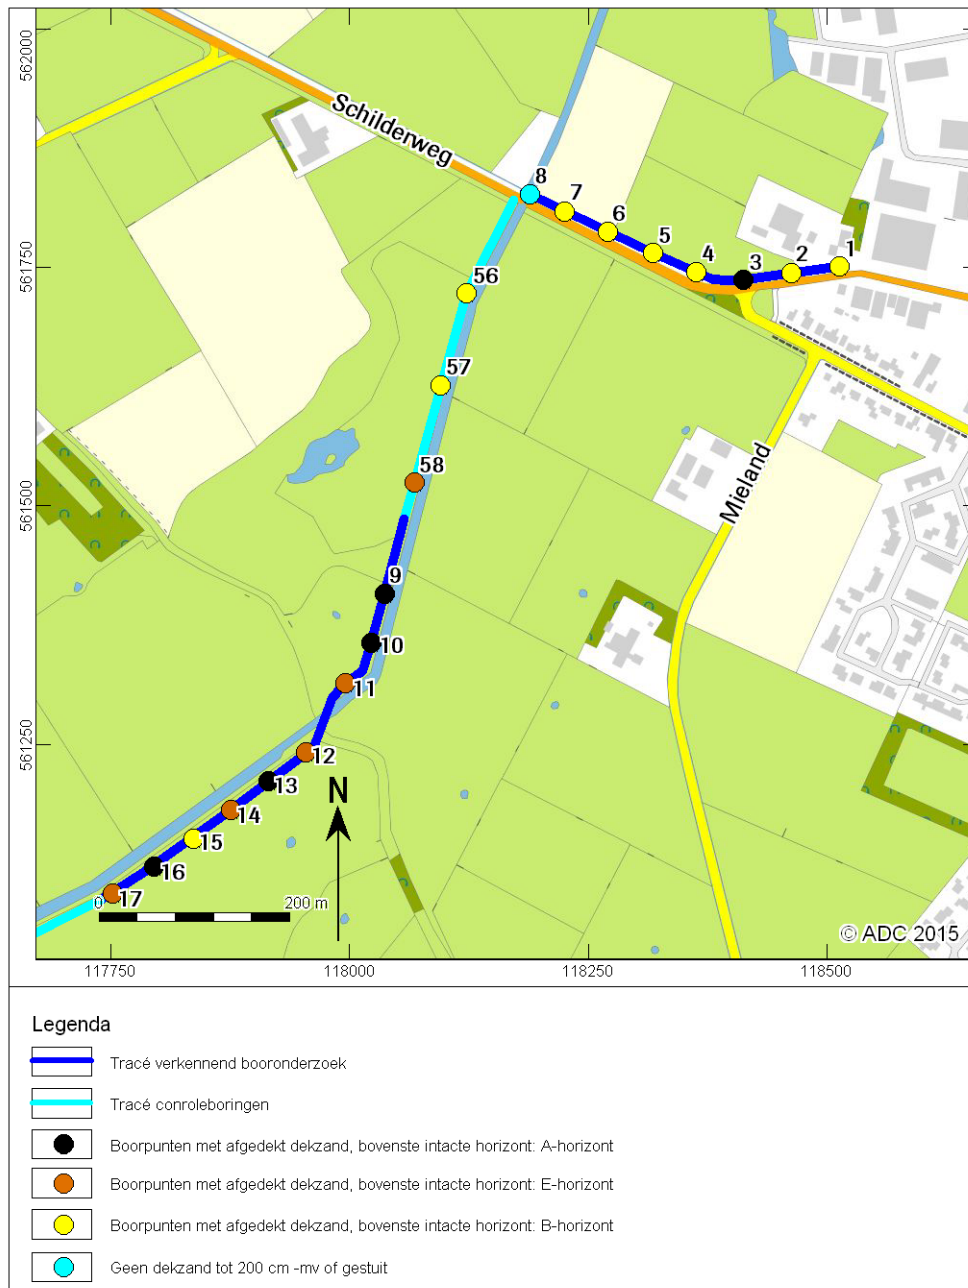 562000
Schilderweg
8
7
6
5
4
3
2
1
561750
56
57
58
Mieland
561500
9
10
11
12
561250
13
14
15
16
17
N
0
200 m
© ADC 2015
117750
118000
118250
118500
Legenda
Tracé verkennend booronderzoek
Tracé conroleboringen
Boorpunten met afgedekt dekzand, bovenste intacte horizont: A-horizont
Boorpunten met afgedekt dekzand, bovenste intacte horizont: E-horizont
Boorpunten met afgedekt dekzand, bovenste intacte horizont: B-horizont
Geen dekzand tot 200 cm -mv of gestuit